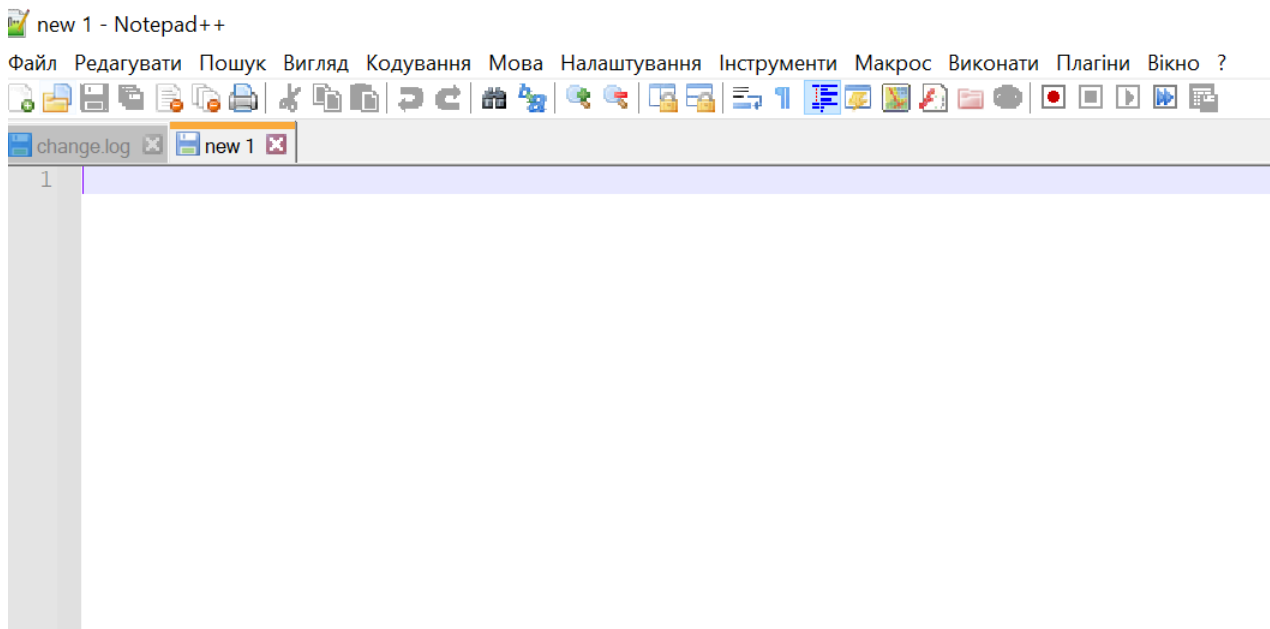 new 1 - Notepad++
Файл Редагувати Пошук Вигляд Кодування Мова Налаштування Інструменти Макрос Виконати Плагіни Вікно ?
change.log new 1
1